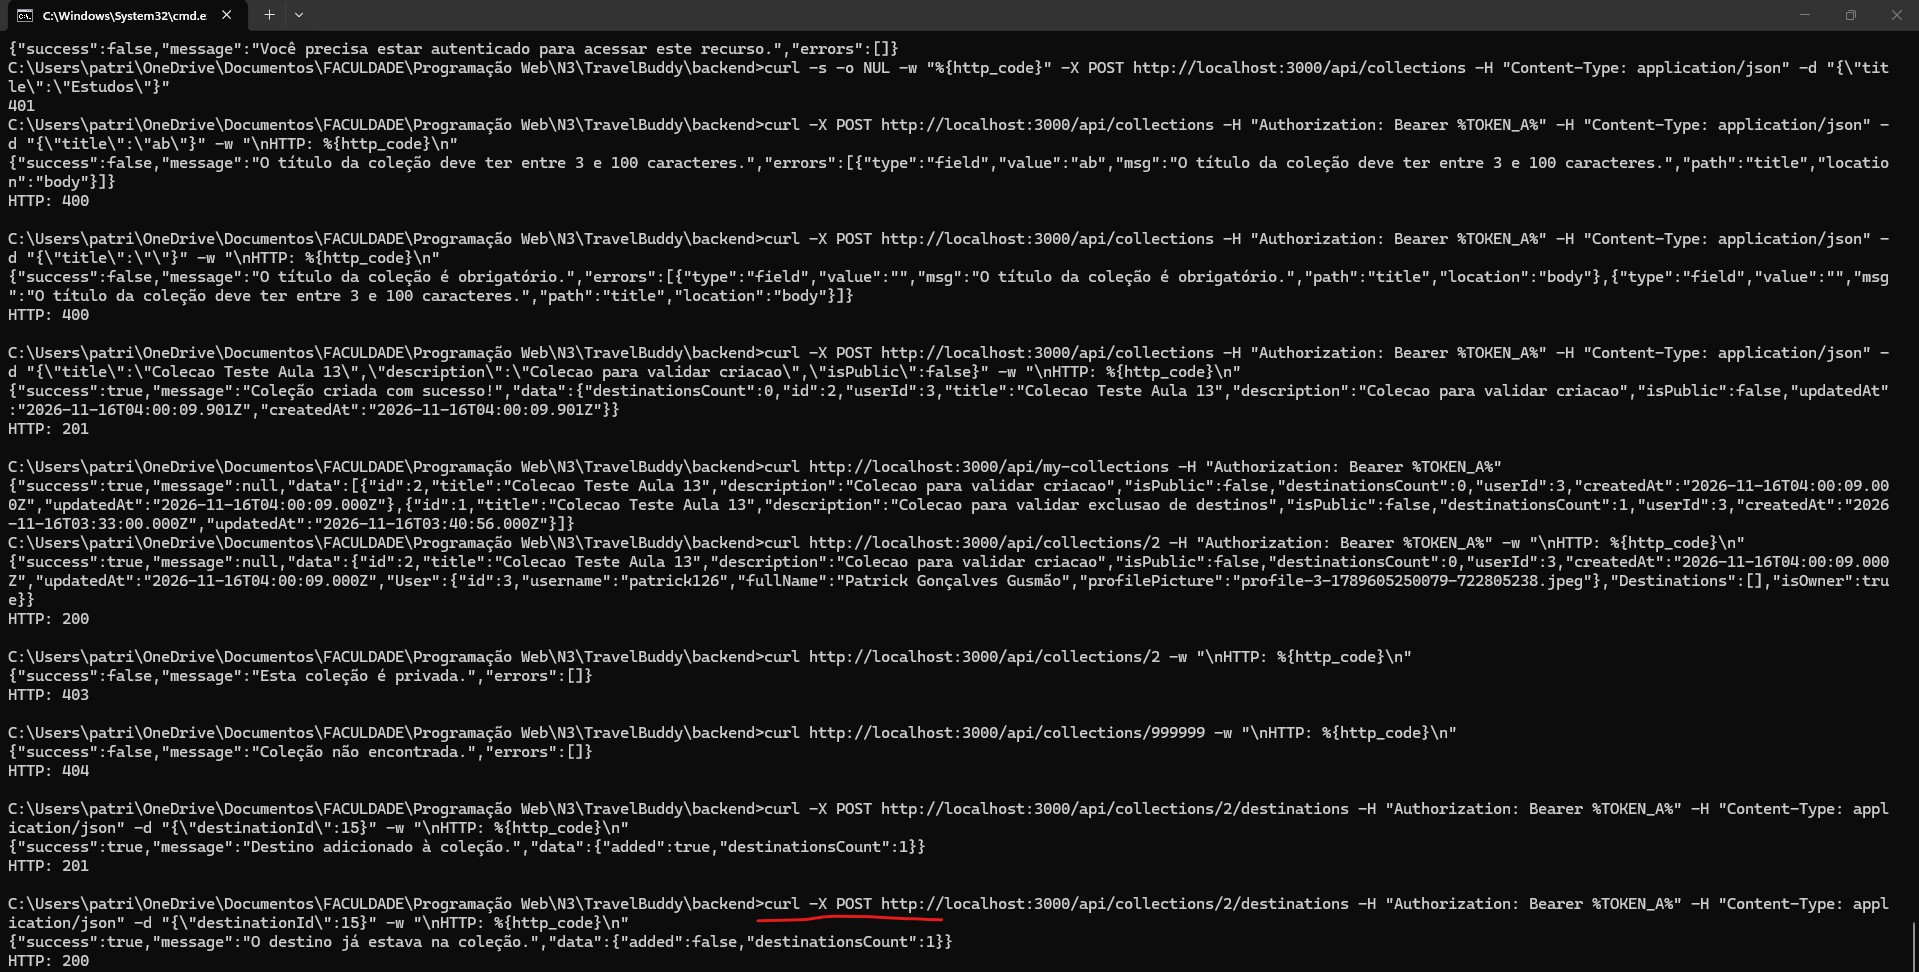 C:\Windows\System32\cmd.e
{"success":false,"message":"Você precisa estar autenticado para acessar este recurso.","errors":[]}
C:\Users\patri\OneDrive\Documentos\FACULDADE\Programação Web\N3\TravelBuddy\backend>curl -s -o NUL -w "%{http_code}" -X POST http://localhost:3000/api/collections -H "Content-Type: application/json" -d "{\"tit
le\":\"Estudos\"}"
401
C:\Users\patri\OneDrive\Documentos\FACULDADE\Programação Web\N3\TravelBuddy\backend>curl -X POST http://localhost:3000/api/collections -H "Authorization: Bearer %TOKEN_A%" -H "Content-Type: application/json" -
d "{\"title\":\"ab\"}" -w "\nHTTP: %{http_code}\n"
{"success":false,"message":"O título da coleção deve ter entre 3 e 100 caracteres.","errors":[{"type":"field","value":"ab","msg":"O título da coleção deve ter entre 3 e 100 caracteres.","path":"title","locatio
n":"body"}]}
HTTP: 400
C:\Users\patri\OneDrive\Documentos\FACULDADE\Programação Web\N3\TravelBuddy\backend>curl -X POST http://localhost:3000/api/collections -H "Authorization: Bearer %TOKEN_A%" -H "Content-Type: application/json" -
d "{\"title\":\"\"}" -w "\nHTTP: %{http_code}\n"
{"success":false,"message":"O título da coleção é obrigatório.","errors":[{"type":"field","value":"","msg":"O título da coleção é obrigatório.","path":"title","location":"body"},{"type":"field","value":"","msg
":"O título da coleção deve ter entre 3 e 100 caracteres.","path":"title","location":"body"}]}
HTTP: 400
C:\Users\patri\OneDrive\Documentos\FACULDADE\Programação Web\N3\TravelBuddy\backend>curl -X POST http://localhost:3000/api/collections -H "Authorization: Bearer %TOKEN_A%" -H "Content-Type: application/json" -
d "{\"title\":\"Colecao Teste Aula 13\",\"description\":\"Colecao para validar criacao\",\"isPublic\":false}" -w "\nHTTP: %{http_code}\n"
{"success":true,"message":"Coleção criada com sucesso!","data":{"destinationsCount":0,"id":2,"userId":3,"title":"Colecao Teste Aula 13","description":"Colecao para validar criacao","isPublic":false,"updatedAt"
:"2026-11-16T04:00:09.901Z","createdAt":"2026-11-16T04:00:09.901Z"}}
HTTP: 201
C:\Users\patri\OneDrive\Documentos\FACULDADE\Programação Web\N3\TravelBuddy\backend>curl http://localhost:3000/api/my-collections -H "Authorization: Bearer %TOKEN_A%"
{"success":true,"message":null,"data":[{"id":2,"title":"Colecao Teste Aula 13","description":"Colecao para validar criacao","isPublic":false,"destinationsCount":0,"userId":3,"createdAt":"2026-11-16T04:00:09.00
0Z","updatedAt":"2026-11-16T04:00:09.000Z"},{"id":1,"title":"Colecao Teste Aula 13","description":"Colecao para validar exclusao de destinos","isPublic":false,"destinationsCount":1,"userId":3,"createdAt":"2026
-11-16T03:33:00.000Z","updatedAt":"2026-11-16T03:40:56.000Z"}]}
C:\Users\patri\OneDrive\Documentos\FACULDADE\Programação Web\N3\TravelBuddy\backend>curl http://localhost:3000/api/collections/2 -H "Authorization: Bearer %TOKEN_A%" -w "\nHTTP: %{http_code}\n"
{"success":true,"message":null,"data":{"id":2,"title":"Colecao Teste Aula 13","description":"Colecao para validar criacao","isPublic":false,"destinationsCount":0,"userId":3,"createdAt":"2026-11-16T04:00:09.000
Z","updatedAt":"2026-11-16T04:00:09.000Z","User":{"id":3,"username":"patrick126","fullName":"Patrick Gonçalves Gusmão","profilePicture":"profile-3-1789605250079-722805238.jpeg"},"Destinations":[],"isOwner":tru
e}}
HTTP: 200
C:\Users\patri\OneDrive\Documentos\FACULDADE\Programação Web\N3\TravelBuddy\backend>curl http://localhost:3000/api/collections/2 -w "\nHTTP: %{http_code}\n"
{"success":false,"message":"Esta coleção é privada.","errors":[]}
HTTP: 403
C:\Users\patri\OneDrive\Documentos\FACULDADE\Programação Web\N3\TravelBuddy\backend>curl http://localhost:3000/api/collections/999999 -w "\nHTTP: %{http_code}\n"
{"success":false,"message":"Coleção não encontrada.","errors":[]}
HTTP: 404
C:\Users\patri\OneDrive\Documentos\FACULDADE\Programação Web\N3\TravelBuddy\backend>curl -X POST http://localhost:3000/api/collections/2/destinations -H "Authorization: Bearer %TOKEN_A%" -H "Content-Type: appl
ication/json" -d "{\"destinationId\":15}" -w "\nHTTP: %{http_code}\n"
{"success":true,"message":"Destino adicionado à coleção.","data":{"added":true,"destinationsCount":1}}
HTTP: 201
C:\Users\patri\OneDrive\Documentos\FACULDADE\Programação Web\N3\TravelBuddy\backend>curl -X POST http://localhost:3000/api/collections/2/destinations -H "Authorization: Bearer %TOKEN_A%" -H "Content-Type: appl
ication/json" -d "{\"destinationId\":15}" -w "\nHTTP: %{http_code}\n"
{"success":true,"message":"O destino já estava na coleção.","data":{"added":false,"destinationsCount":1}}
HTTP: 200